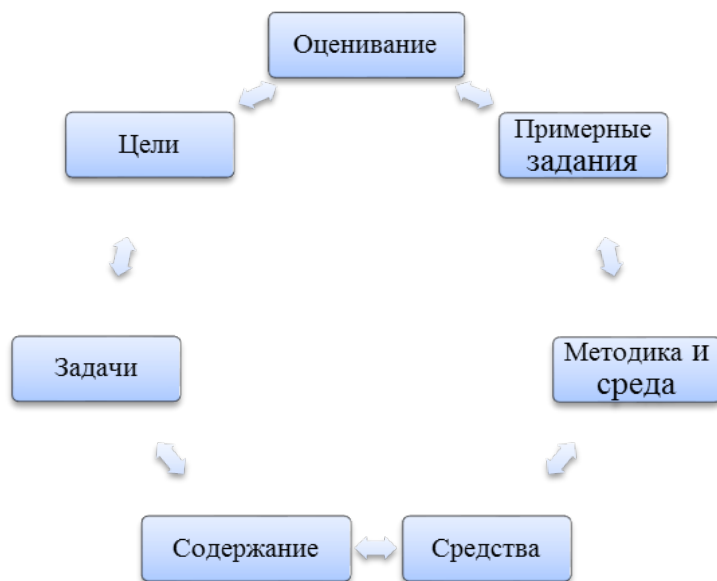 Оценивание
Цели
Примерные
задания
Задачи
Методика и
среда
Содержание
Средства